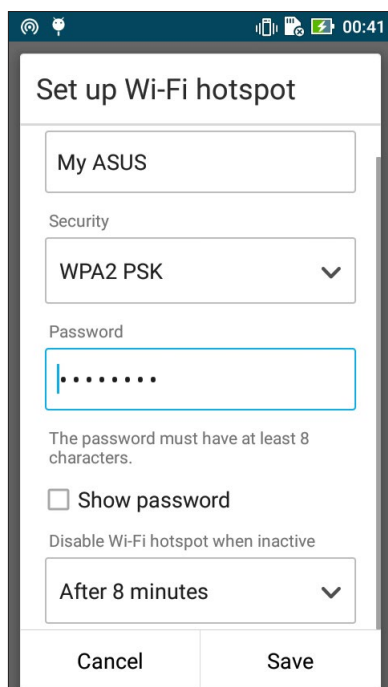 00:41
Set up Wi-Fi hotspot
My ASUS
Security
WPA2 PSK
Password
••••••••
The password must have at least 8
characters.
Show password
Disable Wi-Fi hotspot when inactive
After 8 minutes
Cancel
Save